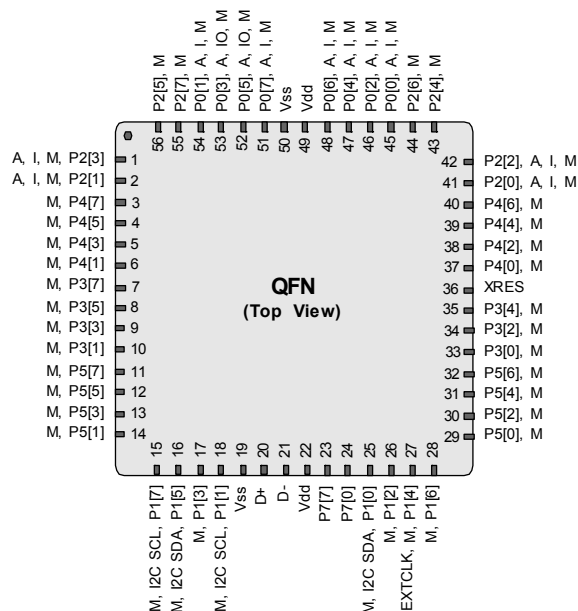 P2[5], M
P2[7], M
P0[1], A, I, M
P0[3], A, IO, M
P0[5], A, IO, M
P0[7], A, I, M
Vss
Vdd
P0[6], A, I, M
P0[4], A, I, M
P0[2], A, I, M
P0[0], A, I, M
P2[6], M
P2[4], M
56
55
54
53
52
51
50
49
48
47
46
45
44
43
A, I, M, P2[3] 1
A, I, M, P2[1] 2
M, P4[7] 3
M, P4[5] 4
M, P4[3] 5
M, P4[1] 6
M, P3[7] 7
M, P3[5] 8
M, P3[3] 9
M, P3[1] 10
M, P5[7] 11
M, P5[5] 12
M, P5[3] 13
M, P5[1] 14
QFN
(Top View)
42 P2[2], A, I, M
41 P2[0], A, I, M
40 P4[6], M
39 P4[4], M
38 P4[2], M
37 P4[0], M
36 XRES
35 P3[4], M
34 P3[2], M
33 P3[0], M
32 P5[6], M
31 P5[4], M
30 P5[2], M
29 P5[0], M
15
16
17
18
19
20
21
22
23
24
25
26
27
28
M, I2C SCL, P1[7]
M, I2C SDA, P1[5]
M, P1[3]
M, I2C SCL, P1[1]
Vss
D+
D-
Vdd
P7[7]
P7[0]
M, I2C SDA, P1[0]
M, P1[2]
EXTCLK, M, P1[4]
M, P1[6]